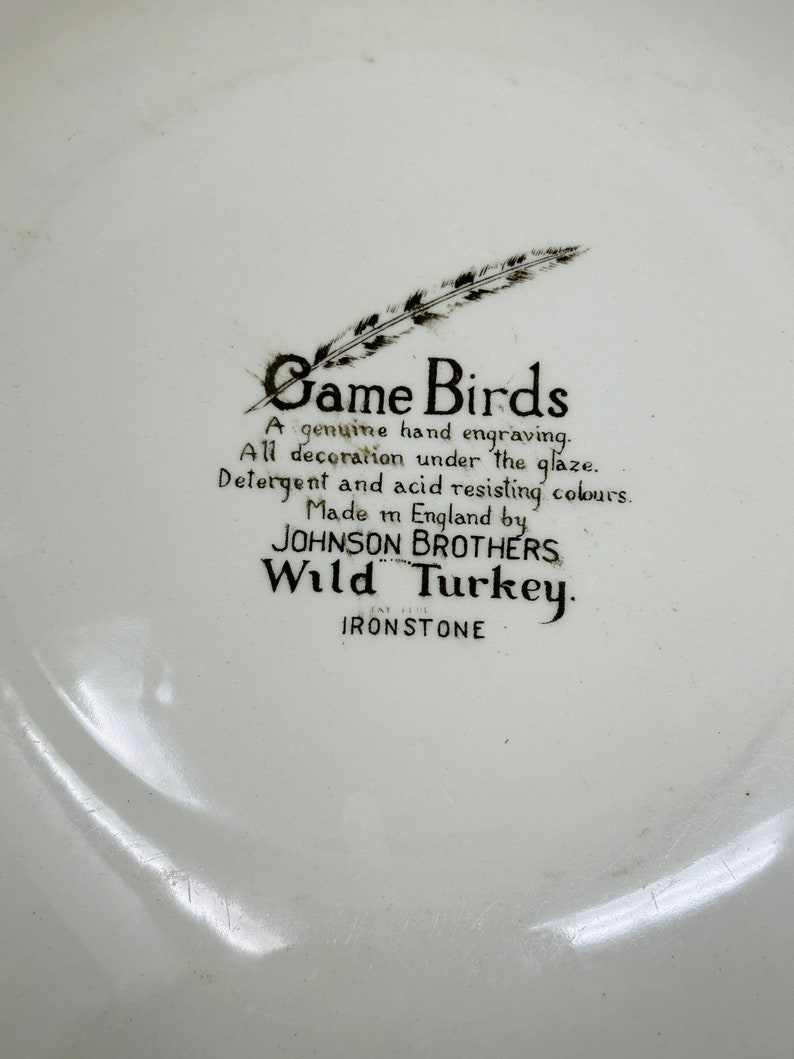 Game Birds
A genuine hand engraving.
All decoration under the glaze.
Detergent and acid resisting colours.
Made in England by
JOHNSON BROTHERS
Wild Turkey.
IRONSTONE